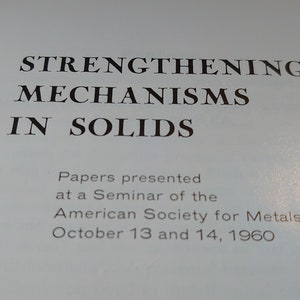 STRENGTHENING
MECHANISMS
IN SOLIDS
Papers presented
at a Seminar of the
American Society for Metals
October 13 and 14, 1960